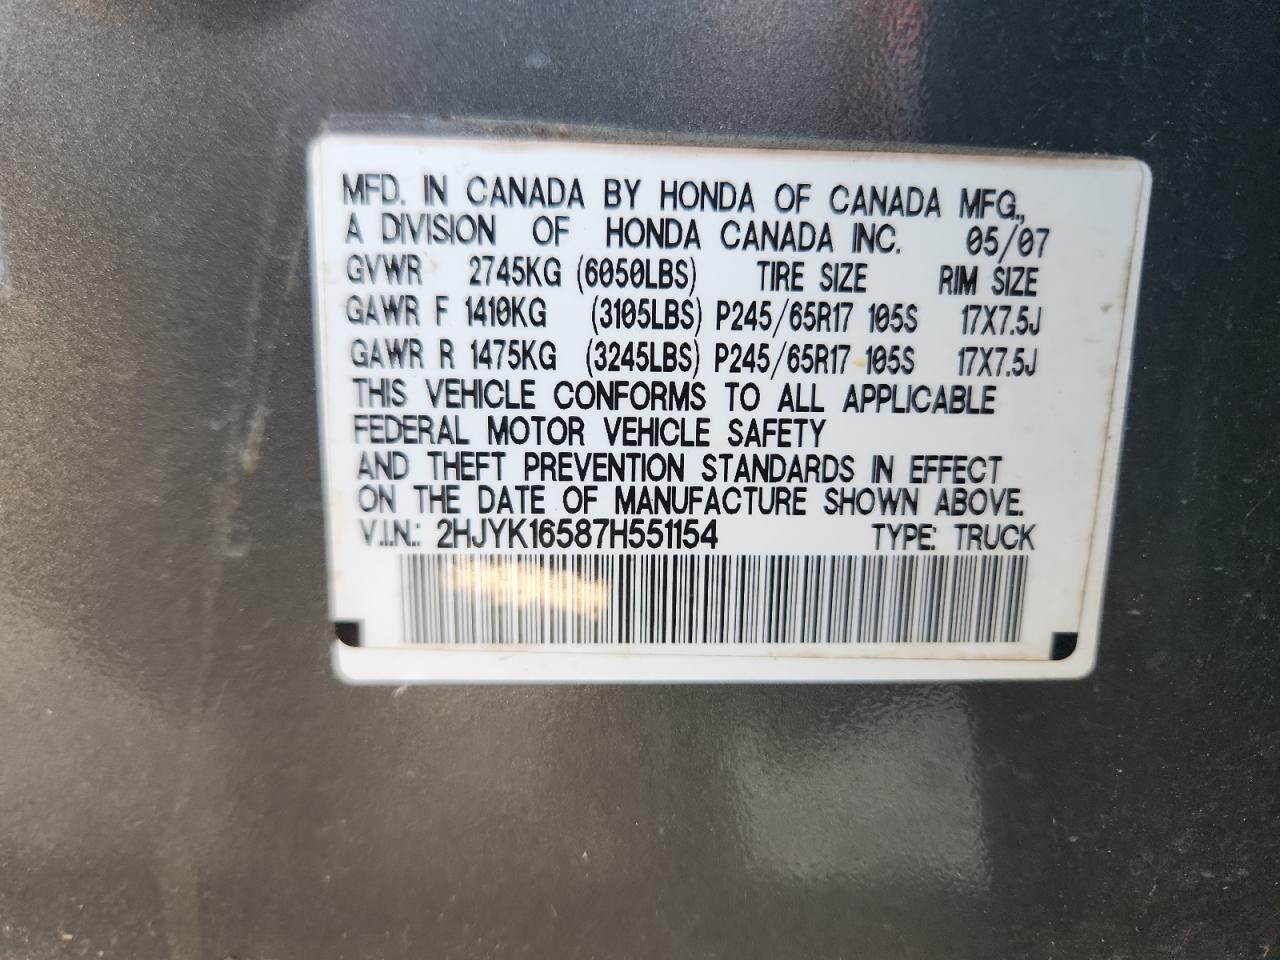 MFD. IN CANADA BY HONDA OF CANADA MFG.,
A DIVISION OF HONDA CANADA INC. 05/07
GVWR 2745KG (6050LBS) TIRE SIZE RIM SIZE
GAWR F 1410KG (3105LBS) P245/65R17 105S 17X7.5J
GAWR R 1475KG (3245LBS) P245/65R17 105S 17X7.5J
THIS VEHICLE CONFORMS TO ALL APPLICABLE
FEDERAL MOTOR VEHICLE SAFETY
AND THEFT PREVENTION STANDARDS IN EFFECT
ON THE DATE OF MANUFACTURE SHOWN ABOVE.
V.I.N.: 2HJYK16587H551154 TYPE: TRUCK